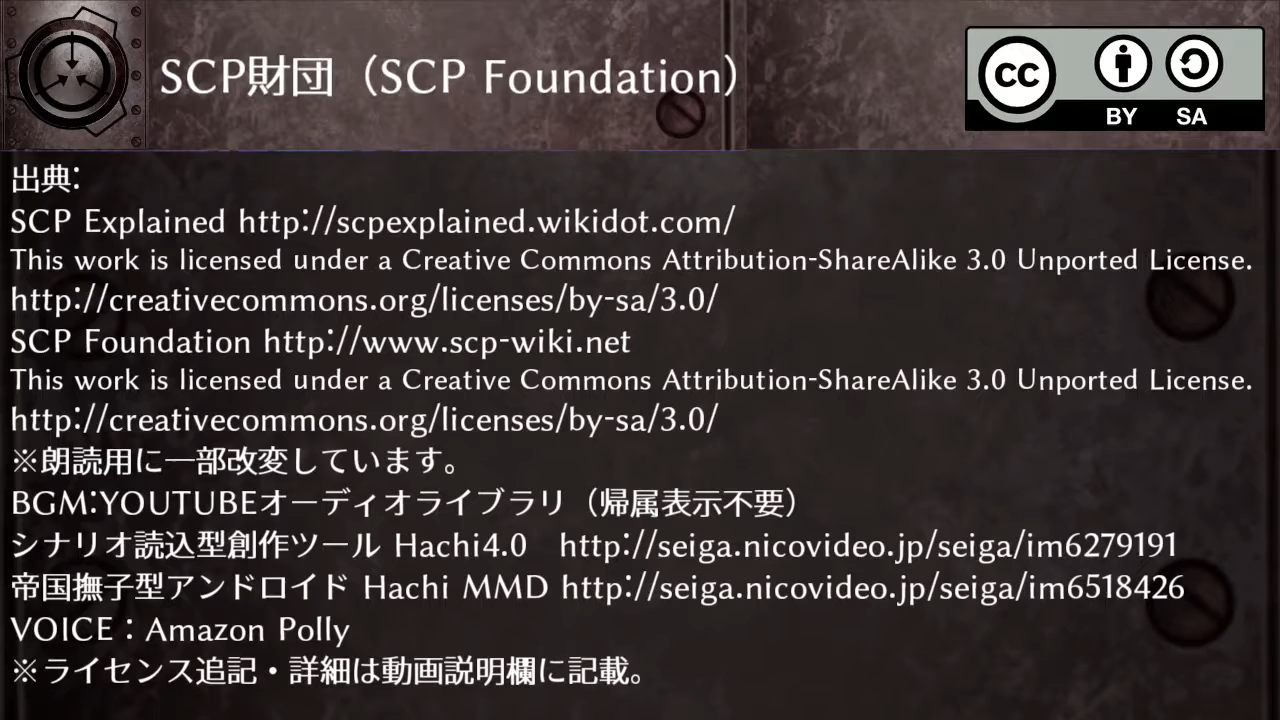 SCP財団（SCP Foundation）
CC BY SA
出典:
SCP Explained http://scpexplained.wikidot.com/
This work is licensed under a Creative Commons Attribution-ShareAlike 3.0 Unported License.
http://creativecommons.org/licenses/by-sa/3.0/
SCP Foundation http://www.scp-wiki.net
This work is licensed under a Creative Commons Attribution-ShareAlike 3.0 Unported License.
http://creativecommons.org/licenses/by-sa/3.0/
※朗読用に一部改変しています。
BGM:YOUTUBEオーディオライブラリ（帰属表示不要）
シナリオ読込型創作ツール Hachi4.0　http://seiga.nicovideo.jp/seiga/im6279191
帝国撫子型アンドロイド Hachi MMD http://seiga.nicovideo.jp/seiga/im6518426
VOICE：Amazon Polly
※ライセンス追記・詳細は動画説明欄に記載。